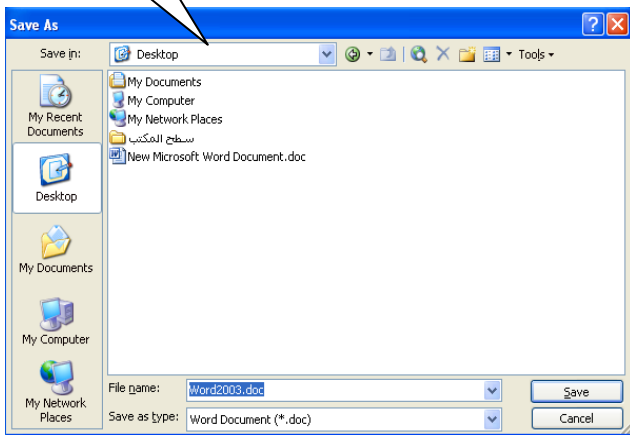 Save As
Save in:
Desktop
Tools
My Recent
Documents
Desktop
My Documents
My Computer
My Network
Places
My Documents
My Computer
My Network Places
سطح المكتب
New Microsoft Word Document.doc
File name:
Word2003.doc
Save
Save as type:
Word Document (*.doc)
Cancel